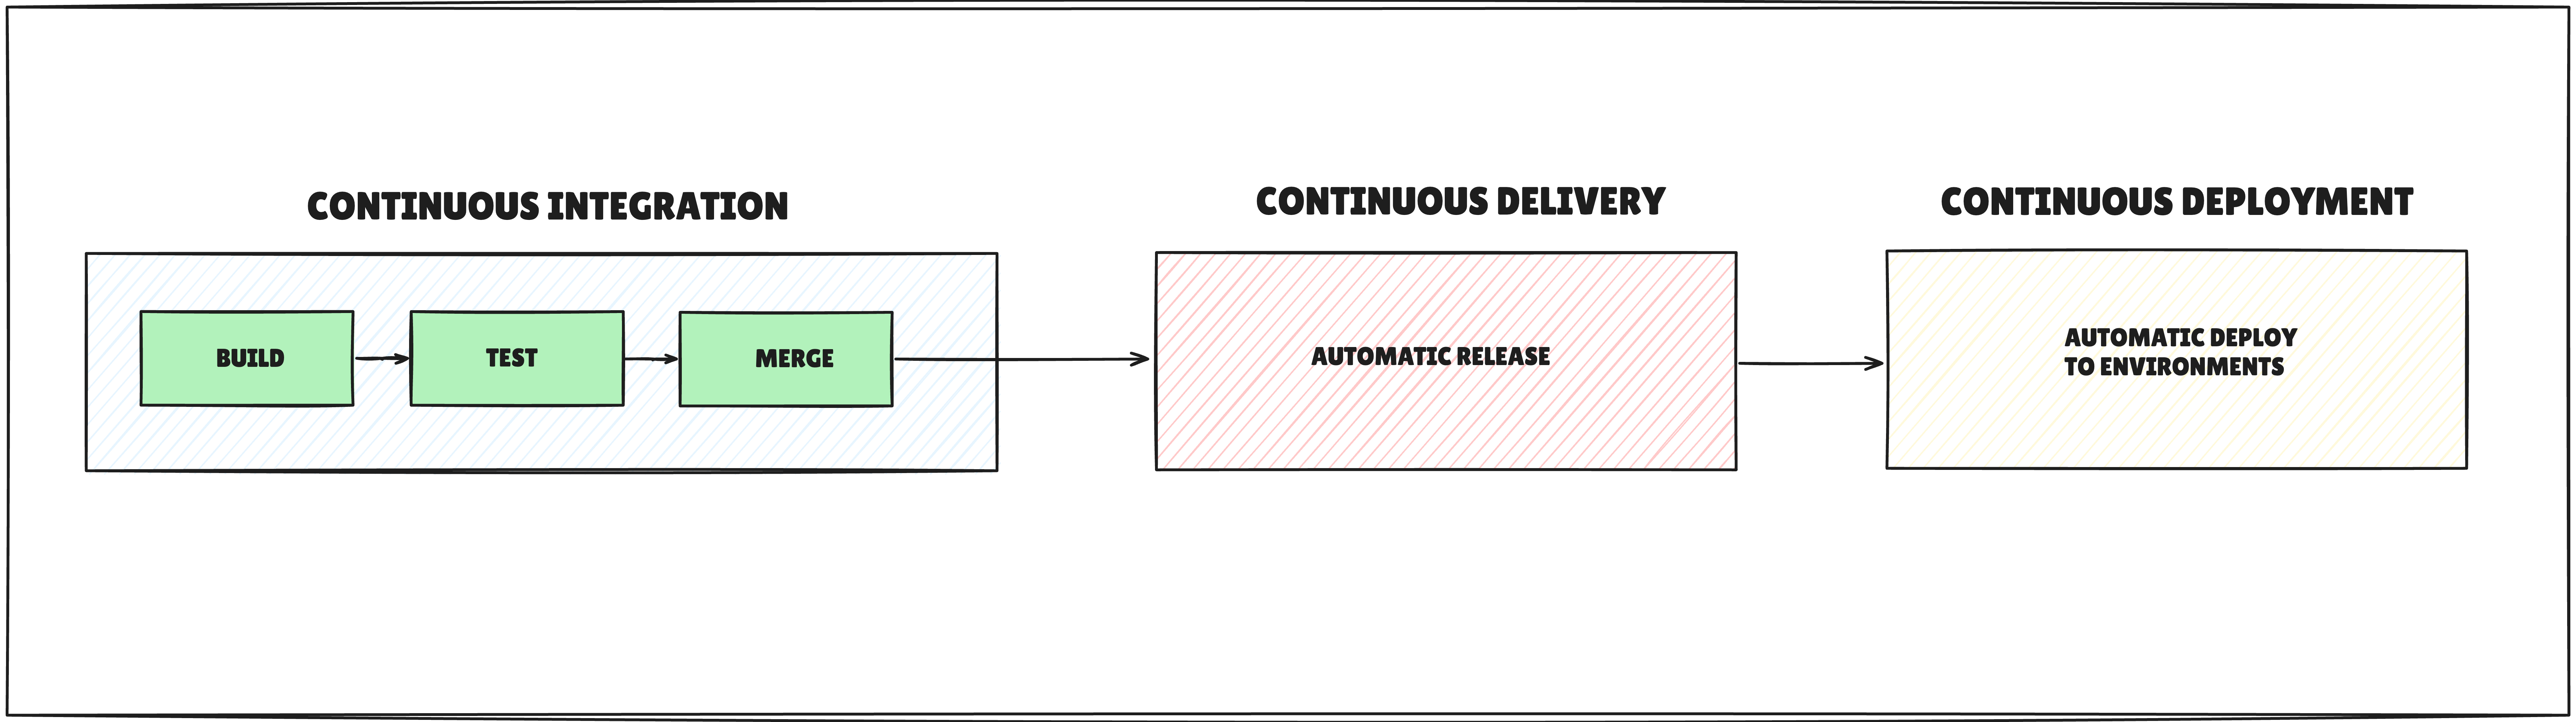 CONTINUOUS INTEGRATION
CONTINUOUS DELIVERY
CONTINUOUS DEPLOYMENT
BUILD
TEST
MERGE
AUTOMATIC RELEASE
AUTOMATIC DEPLOY
TO ENVIRONMENTS